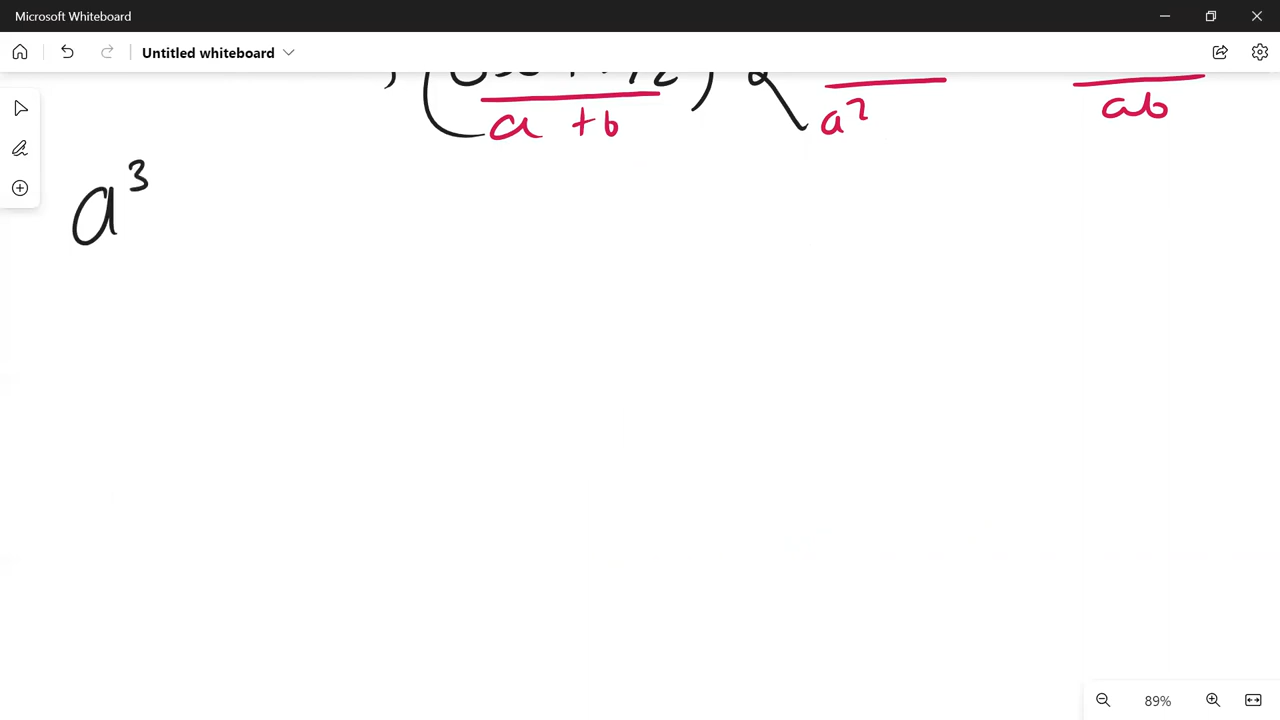 Microsoft Whiteboard
Untitled whiteboard
a + b a² ab
a³
89%